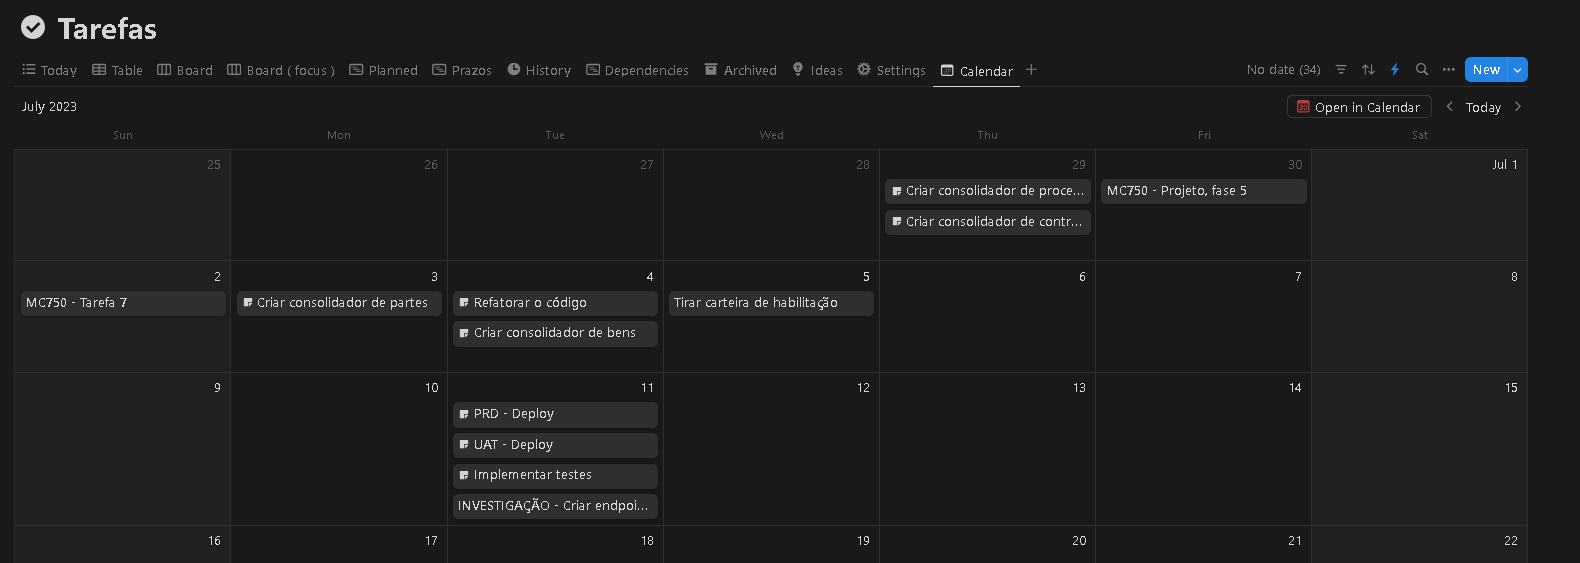 Tarefas
Today Table Board Board ( focus ) Planned Prazos History Dependencies Archived Ideas Settings Calendar No date (34) New
July 2023 Open in Calendar Today
Sun Mon Tue Wed Thu Fri Sat
25 26 27 28 29 30 Jul 1
Criar consolidador de proce... MC750 - Projeto, fase 5
Criar consolidador de contr...
2 3 4 5 6 7 8
MC750 - Tarefa 7 Criar consolidador de partes Refatorar o código Tirar carteira de habilitação
Criar consolidador de bens
9 10 11 12 13 14 15
PRD - Deploy
UAT - Deploy
Implementar testes
INVESTIGAÇÃO - Criar endpoi...
16 17 18 19 20 21 22